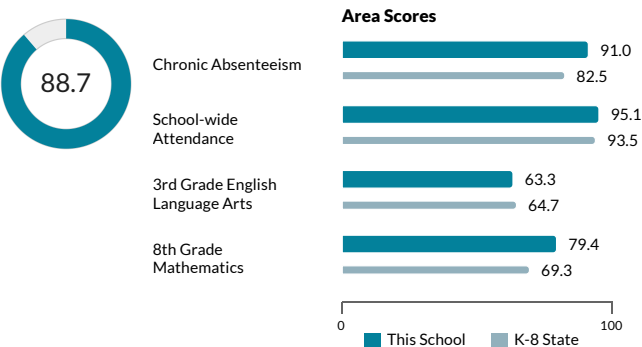 Area Scores
88.7
Chronic Absenteeism
91.0
82.5
School-wide
Attendance
95.1
93.5
3rd Grade English
Language Arts
63.3
64.7
8th Grade
Mathematics
79.4
69.3
0 100
This School K-8 State